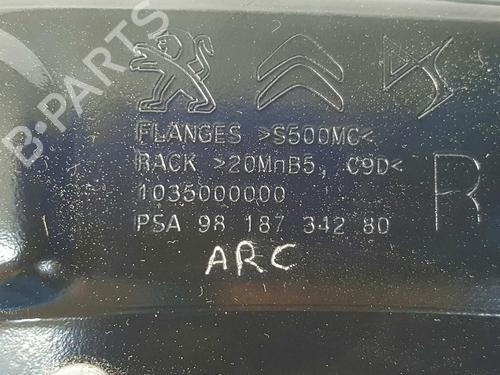 B-PARTS
FLANGES >S500MC<
RACK >20MnB5, C9D<
1035000000
PSA 98 187 342 80
R
ARC